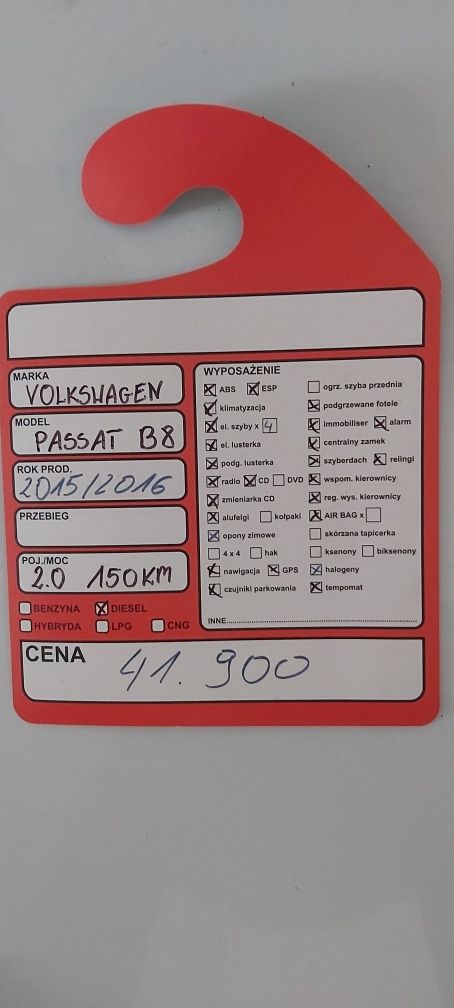 MARKA
VOLKSWAGEN
MODEL
PASSAT B8
ROK PROD.
2015/2016
PRZEBIEG
POJ./MOC
2.0 150KM
BENZYNA DIESEL
HYBRYDA LPG CNG
WYPOSAŻENIE
ABS ESP
klimatyzacja
el. szyby x 4
el. lusterka
podg. lusterka
radio CD DVD
zmieniarka CD
alufelgi kołpaki
opony zimowe
4 x 4 hak
nawigacja GPS
czujniki parkowania
ogrz. szyba przednia
podgrzewane fotele
immobiliser alarm
centralny zamek
szyberdach relingi
wspom. kierownicy
reg. wys. kierownicy
AIR BAG x
skórzana tapicerka
ksenony biksenony
halogeny
tempomat
INNE
CENA
41.900